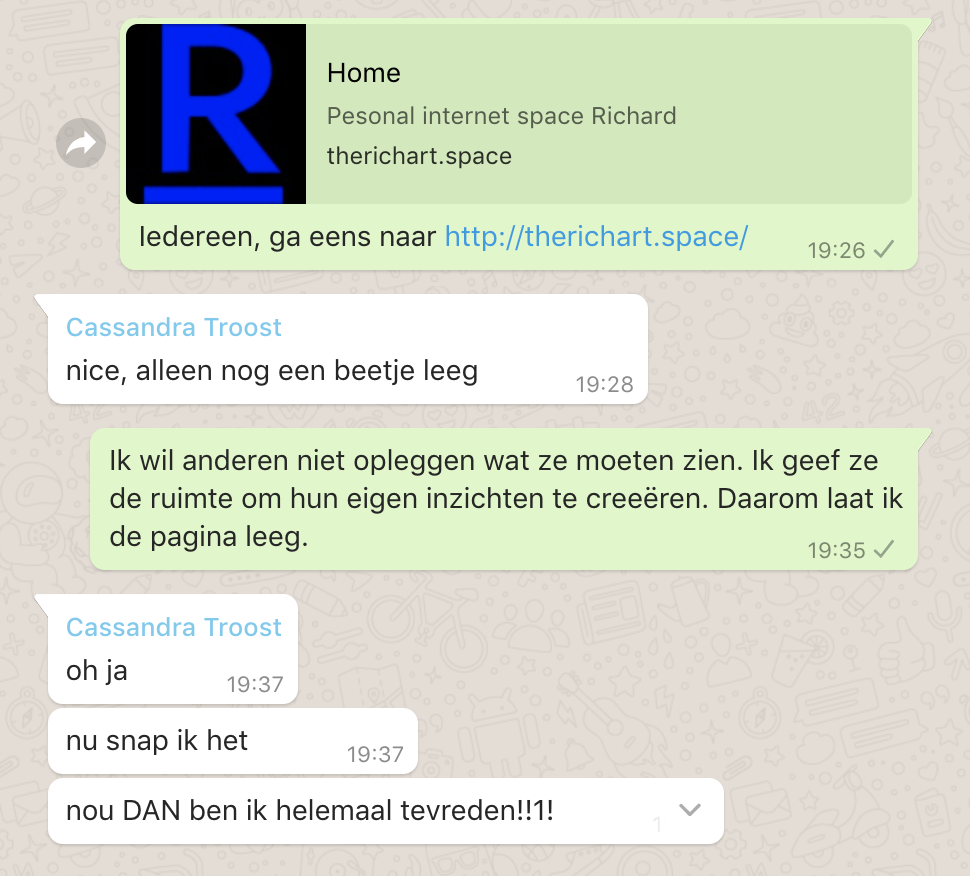 R
Home
Pesonal internet space Richard
therichart.space
Iedereen, ga eens naar http://therichart.space/
19:26
Cassandra Troost
nice, alleen nog een beetje leeg
19:28
Ik wil anderen niet opleggen wat ze moeten zien. Ik geef ze
de ruimte om hun eigen inzichten te creeëren. Daarom laat ik
de pagina leeg.
19:35
Cassandra Troost
oh ja
19:37
nu snap ik het
19:37
nou DAN ben ik helemaal tevreden!!1!
1